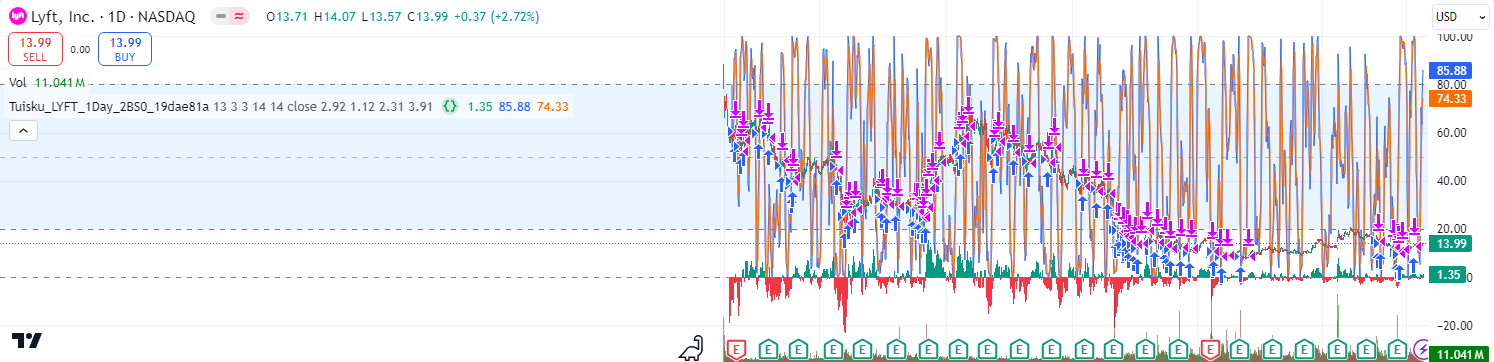 Lyft, Inc. · 1D · NASDAQ O13.71 H14.07 L13.57 C13.99 +0.37 (+2.72%)
USD
13.99
SELL
0.00
13.99
BUY
Vol 11.041 M
Tuisku_LYFT_1Day_2BS0_19dae81a 13 3 3 14 14 close 2.92 1.12 2.31 3.91 {} 1.35 85.88 74.33
100.00
85.88
80.00
74.33
60.00
40.00
20.00
13.99
1.35
0
−20.00
11.041 M
E E E E E E E E E E E E E E E E E E E E E E